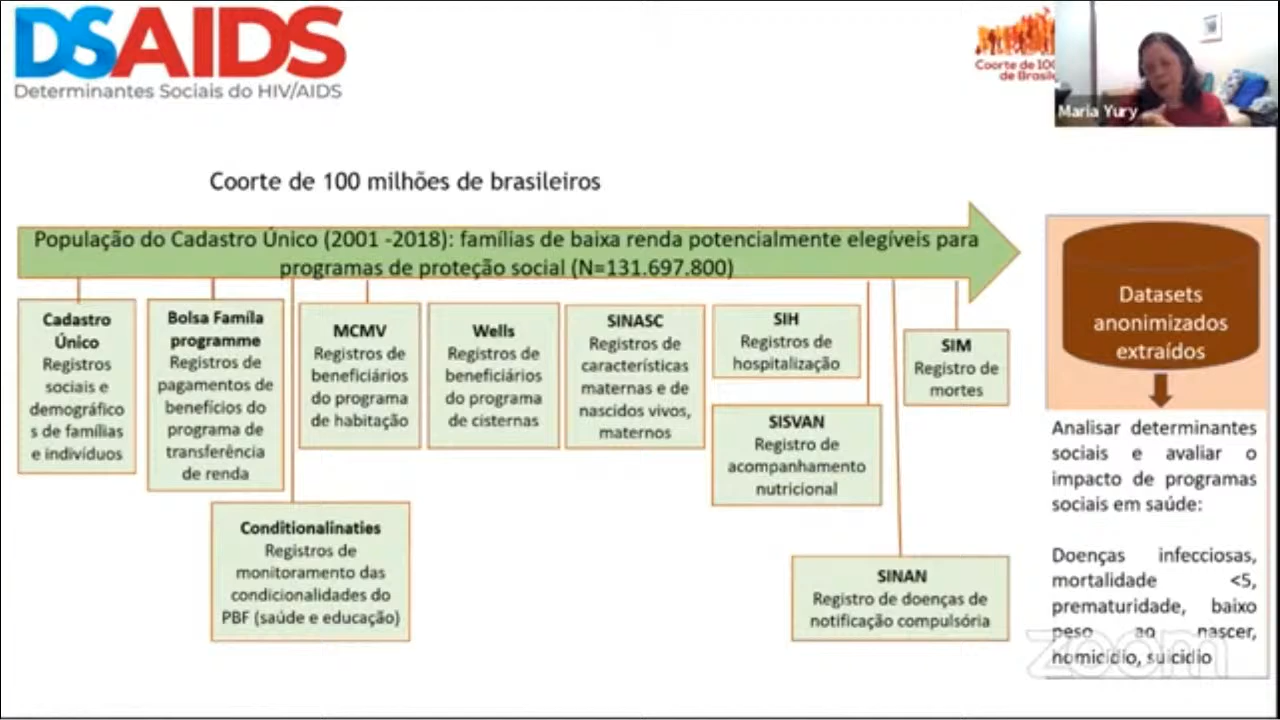 DSAIDS
Determinantes Sociais do HIV/AIDS
Coorte de 100
de Brasile
Maria Yury
Coorte de 100 milhões de brasileiros
População do Cadastro Único (2001 -2018): famílias de baixa renda potencialmente elegíveis para
programas de proteção social (N=131.697.800)
Cadastro
Único
Registros
sociais e
demográfico
s de famílias
e indivíduos
Bolsa Famíla
programme
Registros de
pagamentos de
benefícios do
programa de
transferência
de renda
Conditionalinaties
Registros de
monitoramento das
condicionalidades do
PBF (saúde e educação)
MCMV
Registros de
beneficiários
do programa
de habitação
Wells
Registros de
beneficiários
do programa
de cisternas
SINASC
Registros de
características
maternas e de
nascidos vivos,
maternos
SIH
Registros de
hospitalização
SISVAN
Registro de
acompanhamento
nutricional
SINAN
Registro de doenças de
notificação compulsória
SIM
Registro de
mortes
Datasets
anonimizados
extraídos
Analisar determinantes
sociais e avaliar o
impacto de programas
sociais em saúde:
Doenças infecciosas,
mortalidade <5,
prematuridade, baixo
peso ao nascer,
homicídio, suicidio
zoom